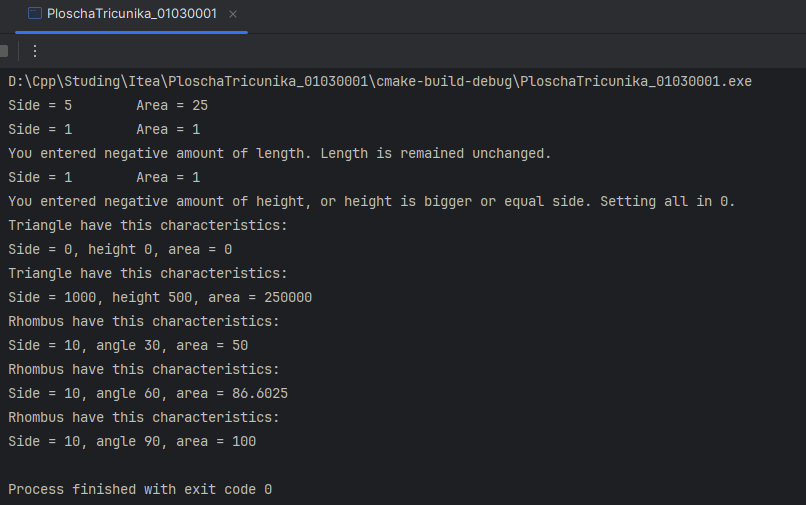 PloschaTricunika_01030001
D:\Cpp\Studing\Itea\PloschaTricunika_01030001\cmake-build-debug\PloschaTricunika_01030001.exe
Side = 5        Area = 25
Side = 1        Area = 1
You entered negative amount of length. Length is remained unchanged.
Side = 1        Area = 1
You entered negative amount of height, or height is bigger or equal side. Setting all in 0.
Triangle have this characteristics:
Side = 0, height 0, area = 0
Triangle have this characteristics:
Side = 1000, height 500, area = 250000
Rhombus have this characteristics:
Side = 10, angle 30, area = 50
Rhombus have this characteristics:
Side = 10, angle 60, area = 86.6025
Rhombus have this characteristics:
Side = 10, angle 90, area = 100
Process finished with exit code 0